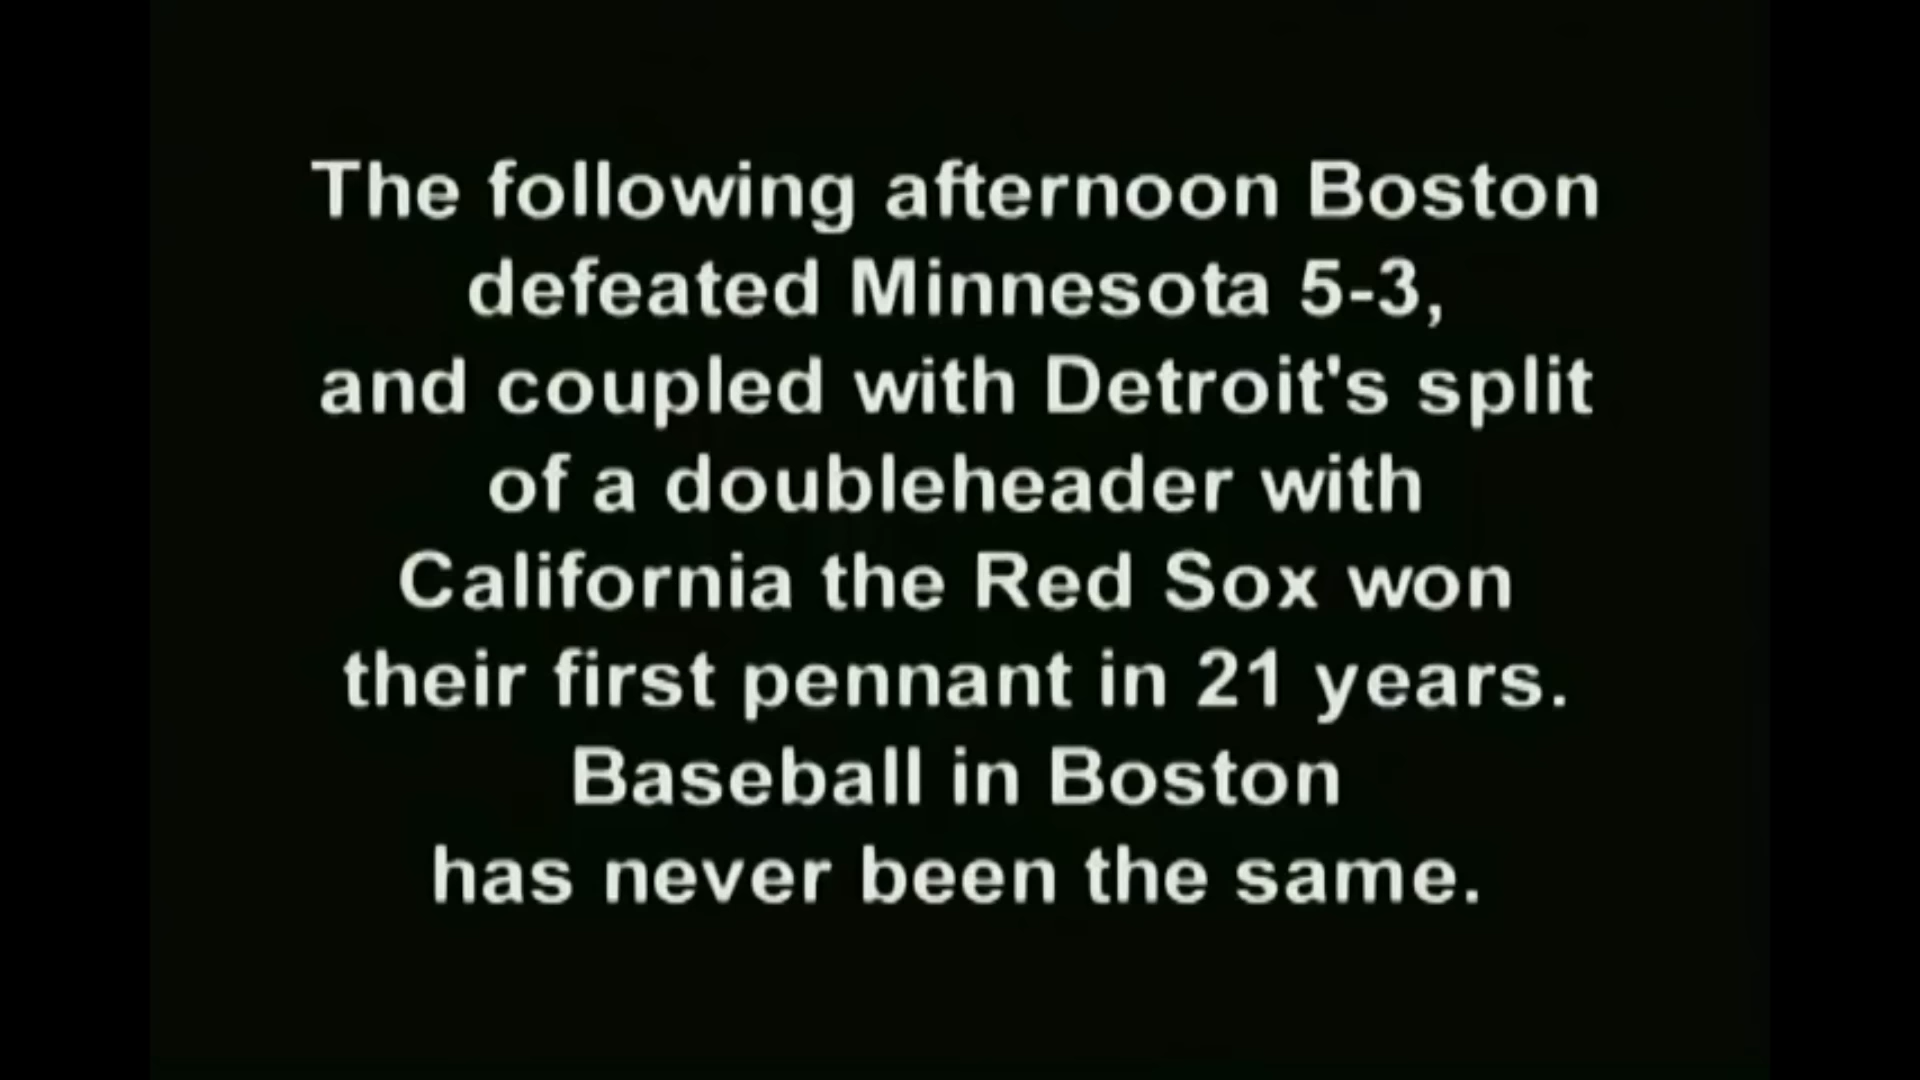 The following afternoon Boston
defeated Minnesota 5-3,
and coupled with Detroit's split
of a doubleheader with
California the Red Sox won
their first pennant in 21 years.
Baseball in Boston
has never been the same.